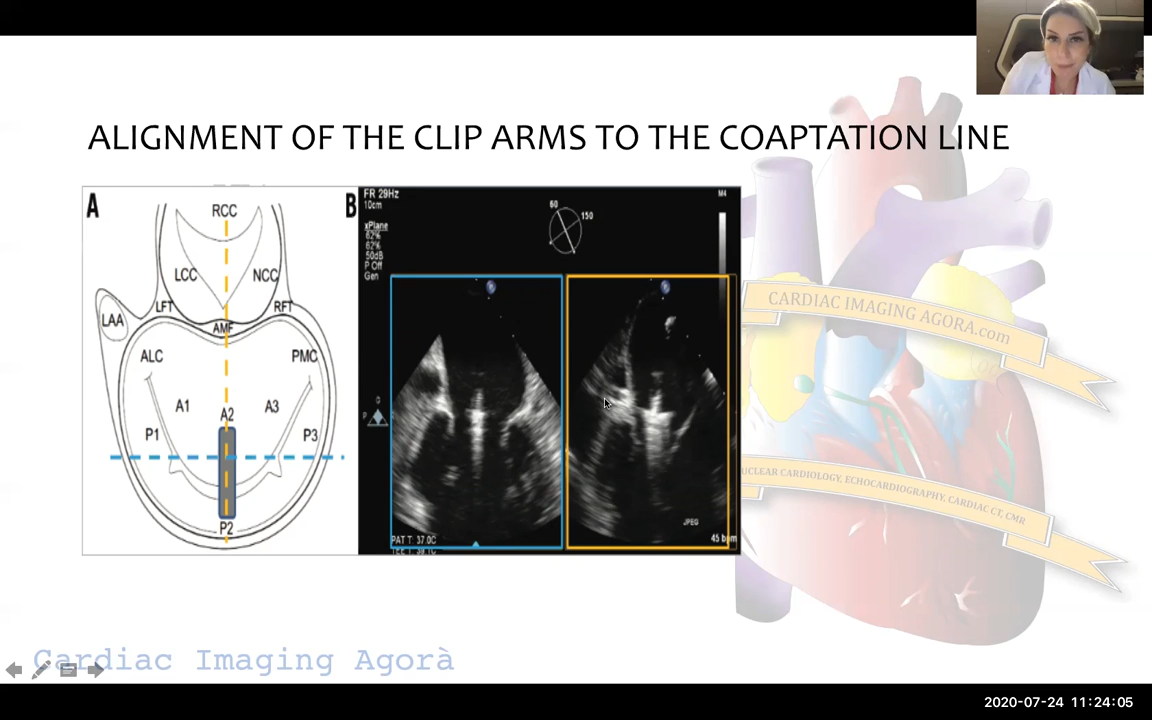 ALIGNMENT OF THE CLIP ARMS TO THE COAPTATION LINE
A
RCC
LCC
NCC
LAA
LFT
RFT
AMF
ALC
PMC
A1
A2
A3
P1
P3
P2
B
FR 29Hz
10cm
xPlane
62%
62%
50dB
P Off
Gen
M4
60
150
G
P
PAT T: 37.0C
JPEG
45 bpm
CARDIAC IMAGING AGORA.com
NUCLEAR CARDIOLOGY, ECHOCARDIOGRAPHY, CARDIAC CT, CMR
Cardiac Imaging Agorà
2020-07-24 11:24:05